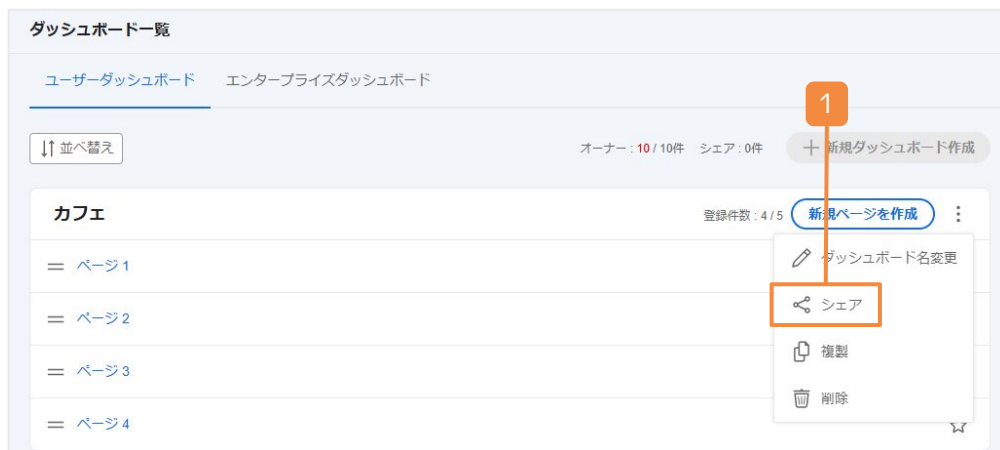 ダッシュボード一覧
ユーザーダッシュボード エンタープライズダッシュボード
1
並べ替え オーナー : 10 / 10件 シェア : 0件 + 新規ダッシュボード作成
カフェ 登録件数 : 4 / 5 新規ページを作成
ダッシュボード名変更
ページ 1
シェア
ページ 2
複製
ページ 3
削除
ページ 4